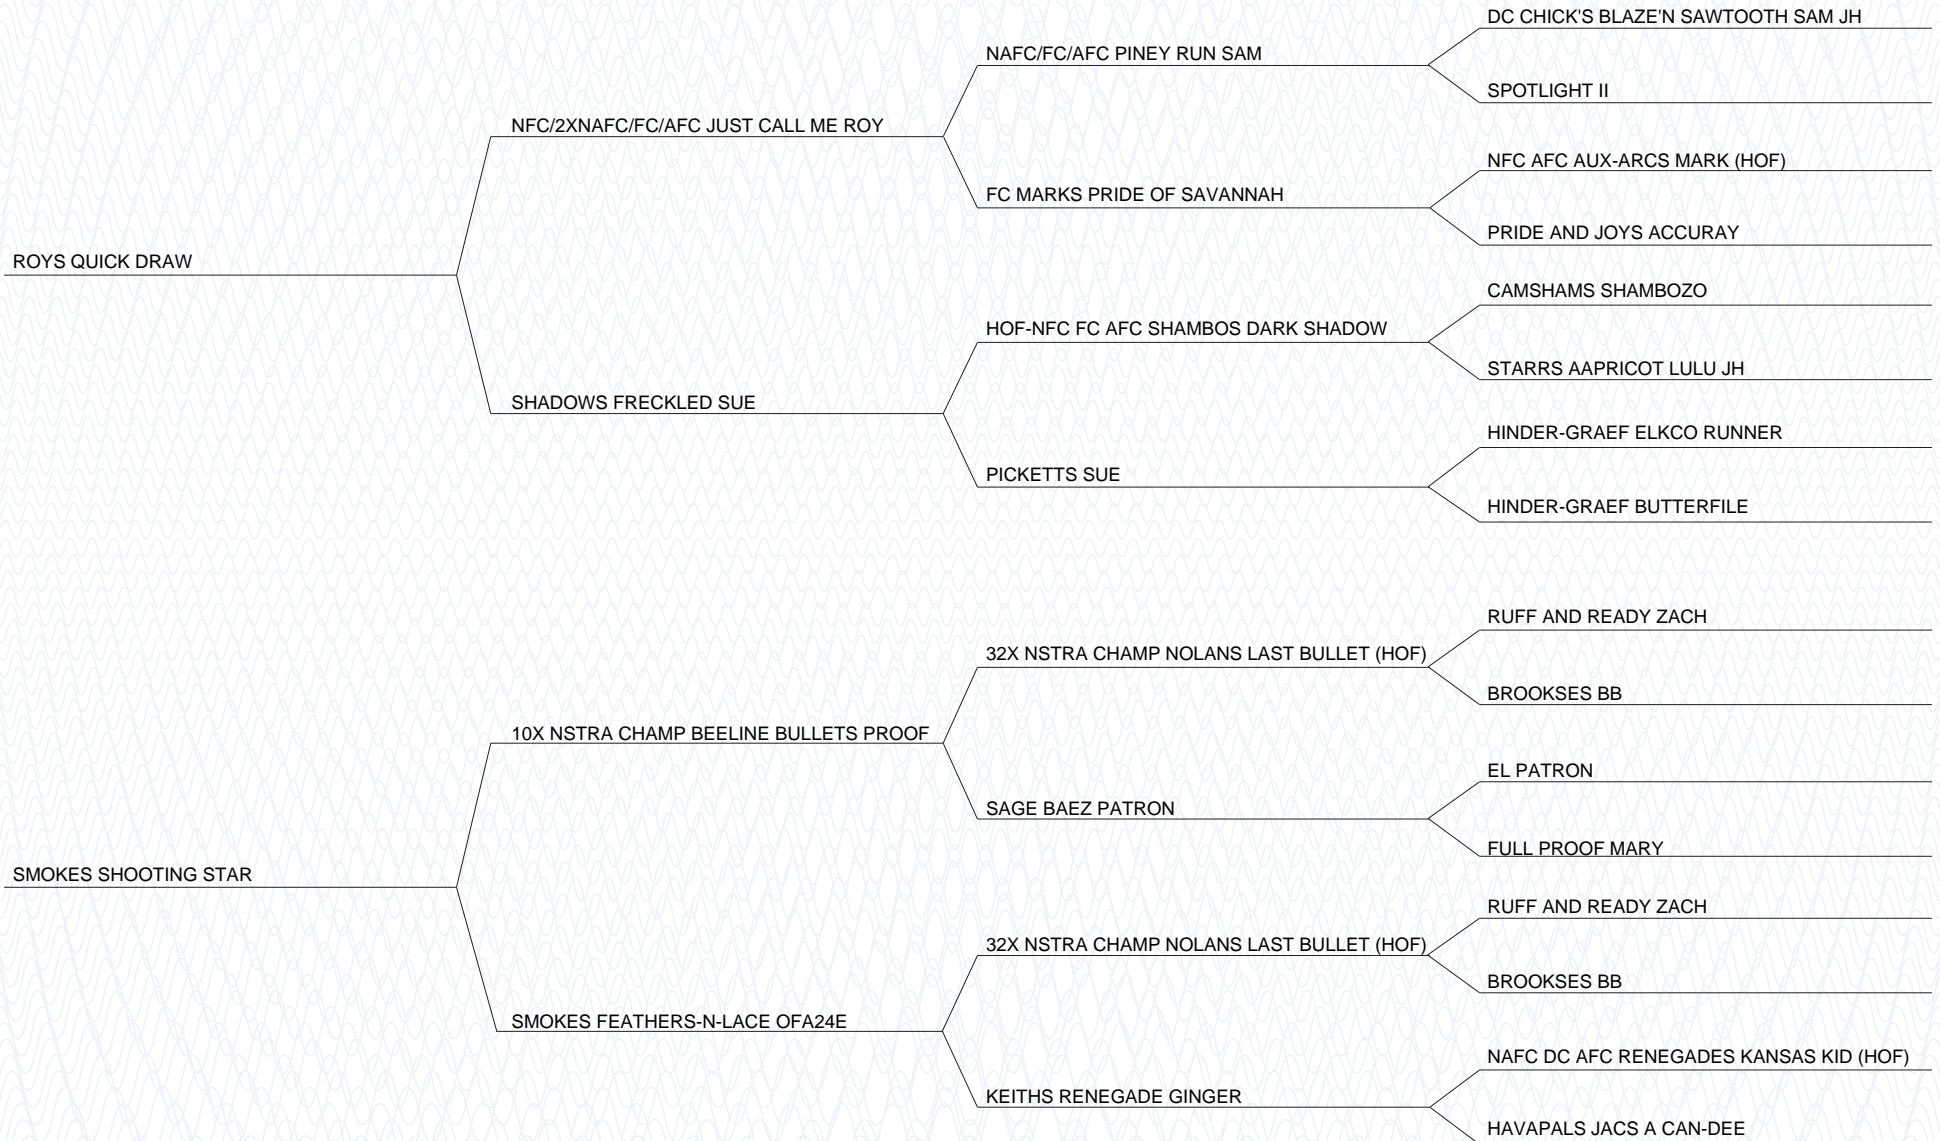 DC CHICK'S BLAZE'N SAWTOOTH SAM JH
NAFC/FC/AFC PINEY RUN SAM
SPOTLIGHT II
NFC/2XNAFC/FC/AFC JUST CALL ME ROY
NFC AFC AUX-ARCS MARK (HOF)
FC MARKS PRIDE OF SAVANNAH
PRIDE AND JOYS ACCURAY
ROYS QUICK DRAW
CAMSHAMS SHAMBOZO
HOF-NFC FC AFC SHAMBOS DARK SHADOW
STARRS AAPRICOT LULU JH
SHADOWS FRECKLED SUE
HINDER-GRAEF ELKCO RUNNER
PICKETTS SUE
HINDER-GRAEF BUTTERFILE
RUFF AND READY ZACH
32X NSTRA CHAMP NOLANS LAST BULLET (HOF)
BROOKSES BB
10X NSTRA CHAMP BEELINE BULLETS PROOF
EL PATRON
SAGE BAEZ PATRON
FULL PROOF MARY
SMOKES SHOOTING STAR
RUFF AND READY ZACH
32X NSTRA CHAMP NOLANS LAST BULLET (HOF)
BROOKSES BB
SMOKES FEATHERS-N-LACE OFA24E
NAFC DC AFC RENEGADES KANSAS KID (HOF)
KEITHS RENEGADE GINGER
HAVAPALS JACS A CAN-DEE